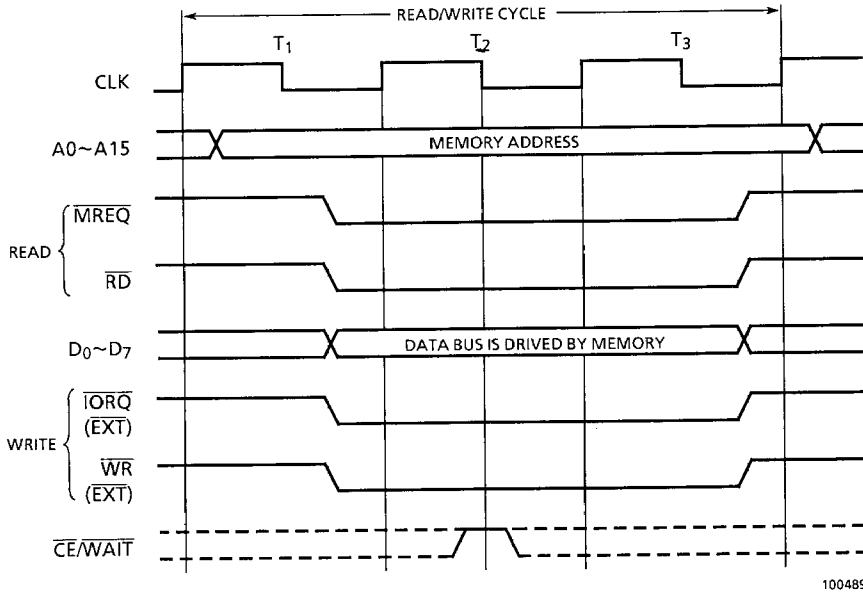 READ/WRITE CYCLE
T1 T2 T3
CLK
A0~A15 MEMORY ADDRESS
MREQ
READ
RD
D0~D7 DATA BUS IS DRIVED BY MEMORY
IORQ
(EXT)
WRITE
WR
(EXT)
CE/WAIT
100489